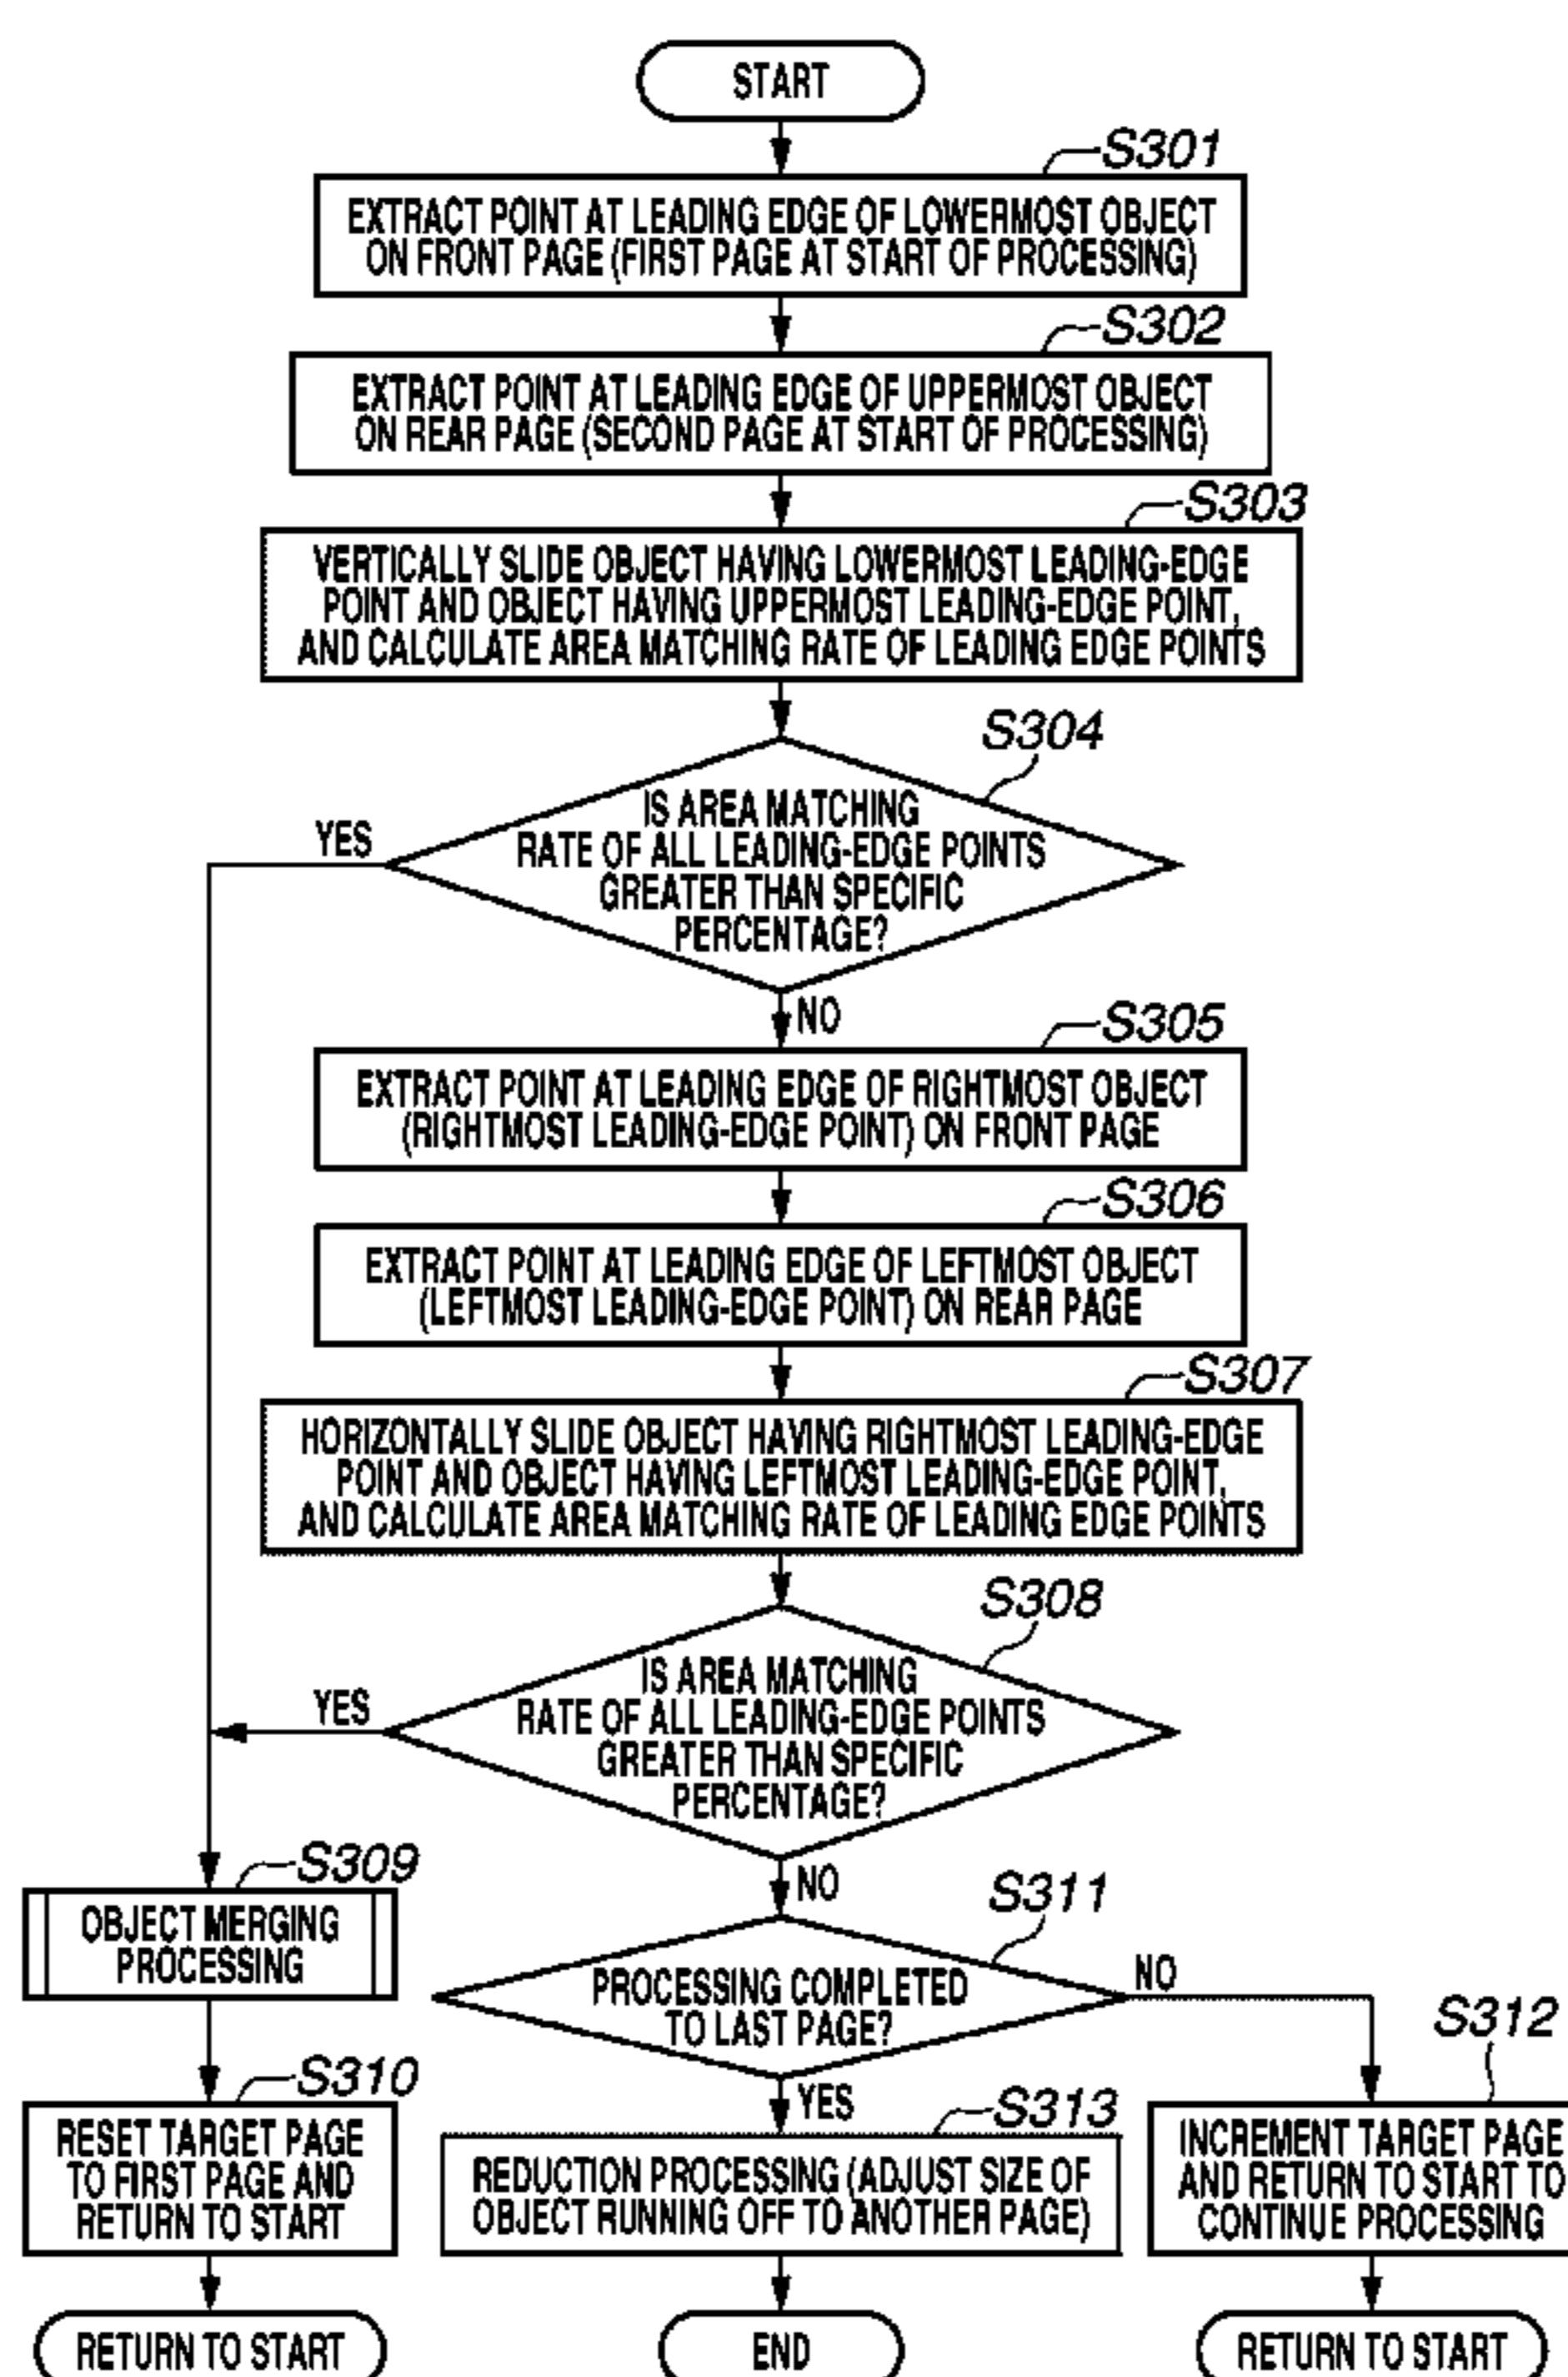 START
S301
EXTRACT POINT AT LEADING EDGE OF LOWERMOST OBJECT
ON FRONT PAGE (FIRST PAGE AT START OF PROCESSING)
S302
EXTRACT POINT AT LEADING EDGE OF UPPERMOST OBJECT
ON REAR PAGE (SECOND PAGE AT START OF PROCESSING)
S303
VERTICALLY SLIDE OBJECT HAVING LOWERMOST LEADING-EDGE
POINT AND OBJECT HAVING UPPERMOST LEADING-EDGE POINT,
AND CALCULATE AREA MATCHING RATE OF LEADING EDGE POINTS
S304
IS AREA MATCHING
RATE OF ALL LEADING-EDGE POINTS
GREATER THAN SPECIFIC
PERCENTAGE?
YES
NO
S305
EXTRACT POINT AT LEADING EDGE OF RIGHTMOST OBJECT
(RIGHTMOST LEADING-EDGE POINT) ON FRONT PAGE
S306
EXTRACT POINT AT LEADING EDGE OF LEFTMOST OBJECT
(LEFTMOST LEADING-EDGE POINT) ON REAR PAGE
S307
HORIZONTALLY SLIDE OBJECT HAVING RIGHTMOST LEADING-EDGE
POINT AND OBJECT HAVING LEFTMOST LEADING-EDGE POINT,
AND CALCULATE AREA MATCHING RATE OF LEADING EDGE POINTS
S308
IS AREA MATCHING
RATE OF ALL LEADING-EDGE POINTS
GREATER THAN SPECIFIC
PERCENTAGE?
YES
NO
S309
OBJECT MERGING
PROCESSING
S311
PROCESSING COMPLETED
TO LAST PAGE?
NO
YES
S310
RESET TARGET PAGE
TO FIRST PAGE AND
RETURN TO START
S313
REDUCTION PROCESSING (ADJUST SIZE OF
OBJECT RUNNING OFF TO ANOTHER PAGE)
S312
INCREMENT TARGET PAGE
AND RETURN TO START TO
CONTINUE PROCESSING
RETURN TO START
END
RETURN TO START